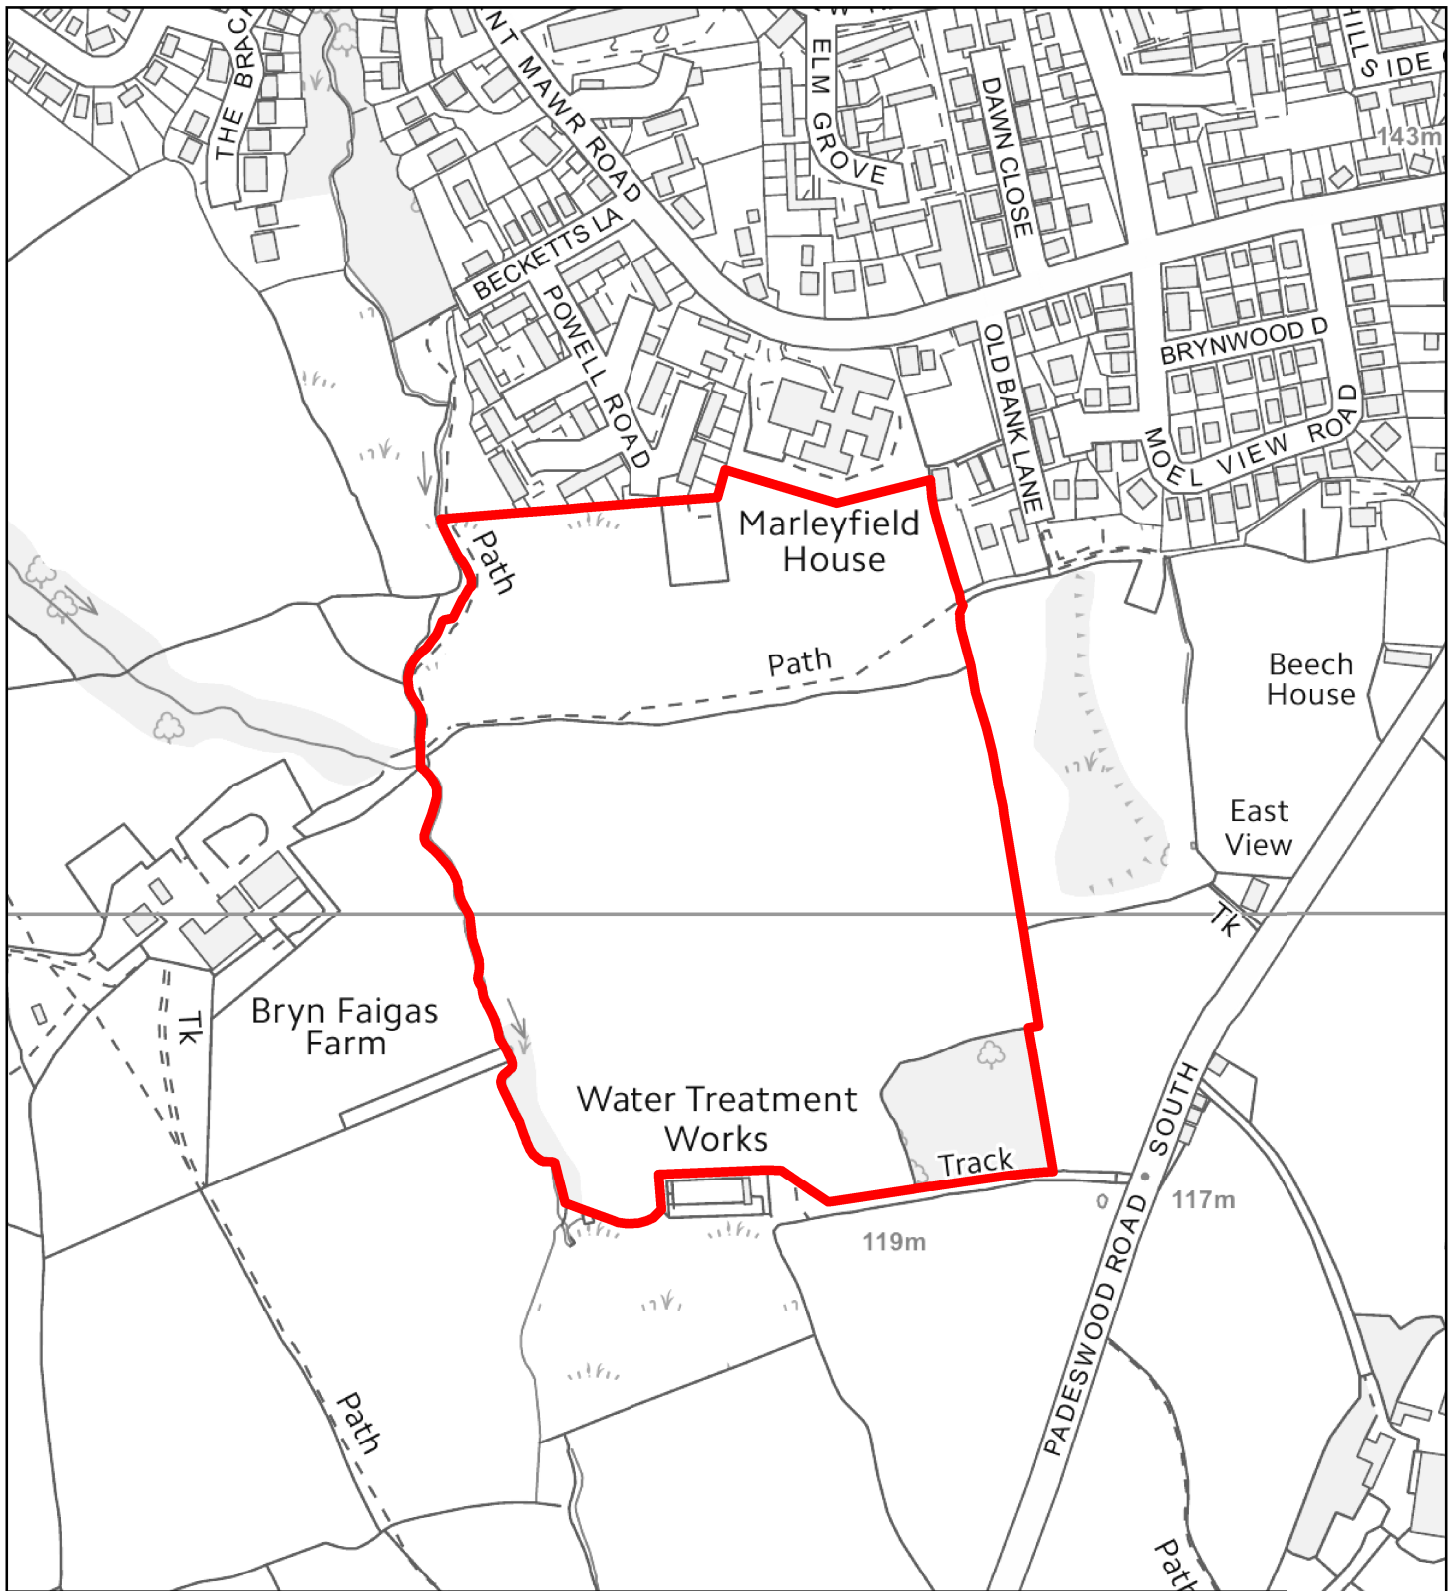 THE BRAC
NT MAWR ROAD
ELM GROVE
DAWN CLOSE
HILLSIDE
143m
BECKETTS LA
POWELL ROAD
OLD BANK LANE
BRYNWOOD D
MOEL VIEW ROAD
Marleyfield
House
Path
Path
Beech
House
East
View
Tk
Bryn Faigas
Farm
Tk
Water Treatment
Works
Track
PADESWOOD ROAD SOUTH
117m
119m
Path
Path